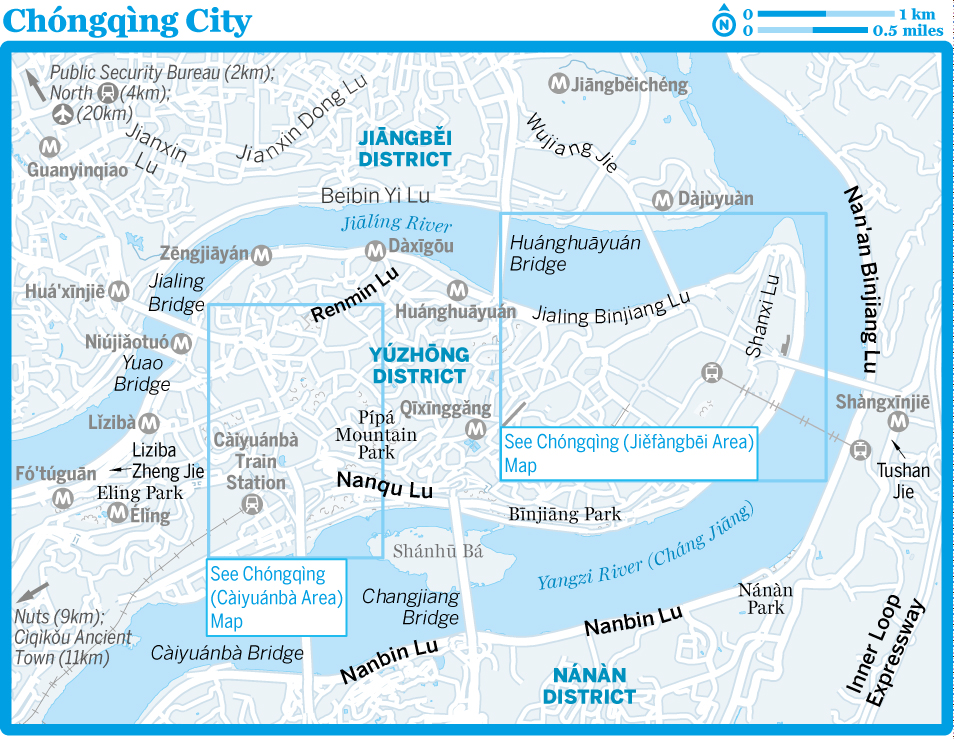 Chóngqìng City
N
0 1 km
0 0.5 miles
Public Security Bureau (2km);
North (4km);
(20km)
Jianxin
Lu
Jianxin Dong Lu
JIĀNGBĚI
DISTRICT
M Jiāngběichéng
Wujiang Jie
M
Guanyinqiao
Beibin Yi Lu
Jiālíng River
M Dàjùyuàn
Nan'an Binjiang Lu
Zēngjiāyán M
M Dàxīgōu
Huánghuāyuán
Bridge
Jialing
Bridge
Huá'xīnjiē M
Renmin Lu
M
Huánghuāyuán
Jialing Binjiang Lu
Shanxi Lu
Niújiǎotuó M
Yuao
Bridge
YÚZHŌNG
DISTRICT
Lǐzibà M
Càiyuánbà
Train
Station
Pípá
Mountain
Park
Qīxīnggǎng
M
See Chóngqìng (Jiěfàngbēi Area)
Map
Shàngxīnjiē
M
Liziba
Zheng Jie
Tushan
Jie
Fó'túguān
M
Eling Park
M Élǐng
Nanqu Lu
Bīnjiāng Park
Shánhū Bá
Yangzi River (Cháng Jiāng)
See Chóngqìng
(Càiyuánbà Area)
Map
Changjiang
Bridge
Nánàn
Park
Nuts (9km);
Cíqìkǒu Ancient
Town (11km)
Càiyuánbà Bridge
Nanbin Lu
Nanbin Lu
Inner Loop
Expressway
NÁNÀN
DISTRICT